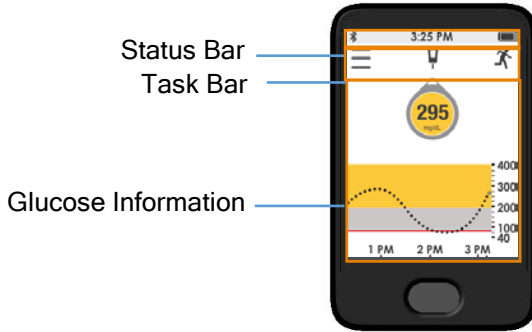 3:25 PM
Status Bar
Task Bar
295
mg/dL
400
300
Glucose Information
200
100
40
1 PM 2 PM 3 PM